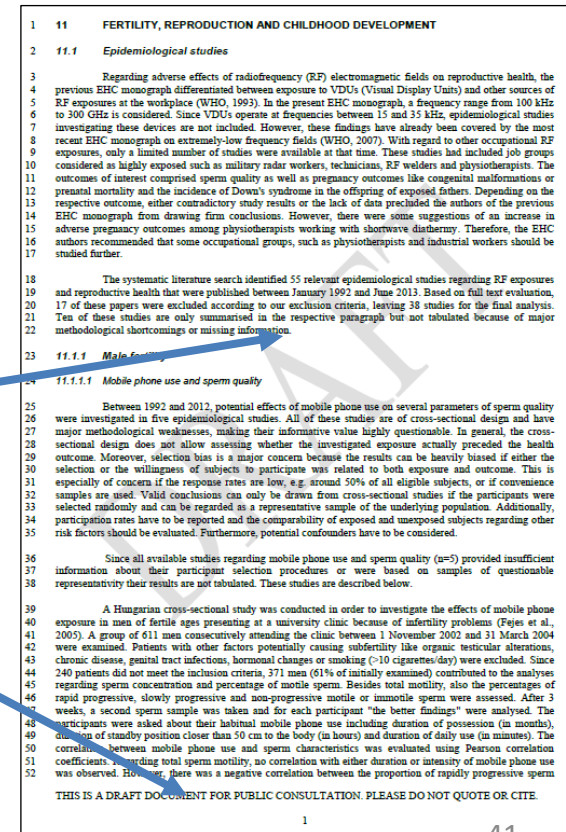 1 11 FERTILITY, REPRODUCTION AND CHILDHOOD DEVELOPMENT
2 11.1 Epidemiological studies
3 Regarding adverse effects of radiofrequency (RF) electromagnetic fields on reproductive health, the
4 previous EHC monograph differentiated between exposure to VDUs (Visual Display Units) and other sources of
5 RF exposures at the workplace (WHO, 1993). In the present EHC monograph, a frequency range from 100 kHz
6 to 300 GHz is considered. Since VDUs operate at frequencies between 15 and 35 kHz, epidemiological studies
7 investigating these devices are not included. However, these findings have already been covered by the most
8 recent EHC monograph on extremely-low frequency fields (WHO, 2007). With regard to other occupational RF
9 exposures, only a limited number of studies were available at that time. These studies had included job groups
10 considered as highly exposed such as military radar workers, technicians, RF welders and physiotherapists. The
11 outcomes of interest comprised sperm quality as well as pregnancy outcomes like congenital malformations or
12 prenatal mortality and the incidence of Down's syndrome in the offspring of exposed fathers. Depending on the
13 respective outcome, either contradictory study results or the lack of data precluded the authors of the previous
14 EHC monograph from drawing firm conclusions. However, there were some suggestions of an increase in
15 adverse pregnancy outcomes among physiotherapists working with shortwave diathermy. Therefore, the EHC
16 authors recommended that some occupational groups, such as physiotherapists and industrial workers should be
17 studied further.
18 The systematic literature search identified 55 relevant epidemiological studies regarding RF exposures
19 and reproductive health that were published between January 1992 and June 2013. Based on full text evaluation,
20 17 of these papers were excluded according to our exclusion criteria, leaving 38 studies for the final analysis.
21 Ten of these studies are only summarised in the respective paragraph but not tabulated because of major
22 methodological shortcomings or missing information.
23 11.1.1 Male fertility
24 11.1.1.1 Mobile phone use and sperm quality
25 Between 1992 and 2012, potential effects of mobile phone use on several parameters of sperm quality
26 were investigated in five epidemiological studies. All of these studies are of cross-sectional design and have
27 major methodological weaknesses, making their informative value highly questionable. In general, the cross-
28 sectional design does not allow assessing whether the investigated exposure actually preceded the health
29 outcome. Moreover, selection bias is a major concern because the results can be heavily biased if either the
30 selection or the willingness of subjects to participate was related to both exposure and outcome. This is
31 especially of concern if the response rates are low, e.g. around 50% of all eligible subjects, or if convenience
32 samples are used. Valid conclusions can only be drawn from cross-sectional studies if the participants were
33 selected randomly and can be regarded as a representative sample of the underlying population. Additionally,
34 participation rates have to be reported and the comparability of exposed and unexposed subjects regarding other
35 risk factors should be evaluated. Furthermore, potential confounders have to be considered.
36 Since all available studies regarding mobile phone use and sperm quality (n=5) provided insufficient
37 information about their participant selection procedures or were based on samples of questionable
38 representativity their results are not tabulated. These studies are described below.
39 A Hungarian cross-sectional study was conducted in order to investigate the effects of mobile phone
40 exposure in men of fertile ages presenting at a university clinic because of infertility problems (Fejes et al.,
41 2005). A group of 611 men consecutively attending the clinic between 1 November 2002 and 31 March 2004
42 were examined. Patients with other factors potentially causing subfertility like organic testicular alterations,
43 chronic disease, genital tract infections, hormonal changes or smoking (>10 cigarettes/day) were excluded. Since
44 240 patients did not meet the inclusion criteria, 371 men (61% of initially examined) contributed to the analyses
45 regarding sperm concentration and percentage of motile sperm. Besides total motility, also the percentages of
46 rapid progressive, slowly progressive and non-progressive motile or immotile sperm were assessed. After 3
47 weeks, a second sperm sample was taken and for each participant "the better findings" were analysed. The
48 participants were asked about their habitual mobile phone use including duration of possession (in months),
49 duration of standby position closer than 50 cm to the body (in hours) and duration of daily use (in minutes). The
50 correlation between mobile phone use and sperm characteristics was evaluated using Pearson correlation
51 coefficients. Regarding total sperm motility, no correlation with either duration or intensity of mobile phone use
52 was observed. However, there was a negative correlation between the proportion of rapidly progressive sperm
THIS IS A DRAFT DOCUMENT FOR PUBLIC CONSULTATION. PLEASE DO NOT QUOTE OR CITE.
1
41
DRAFT